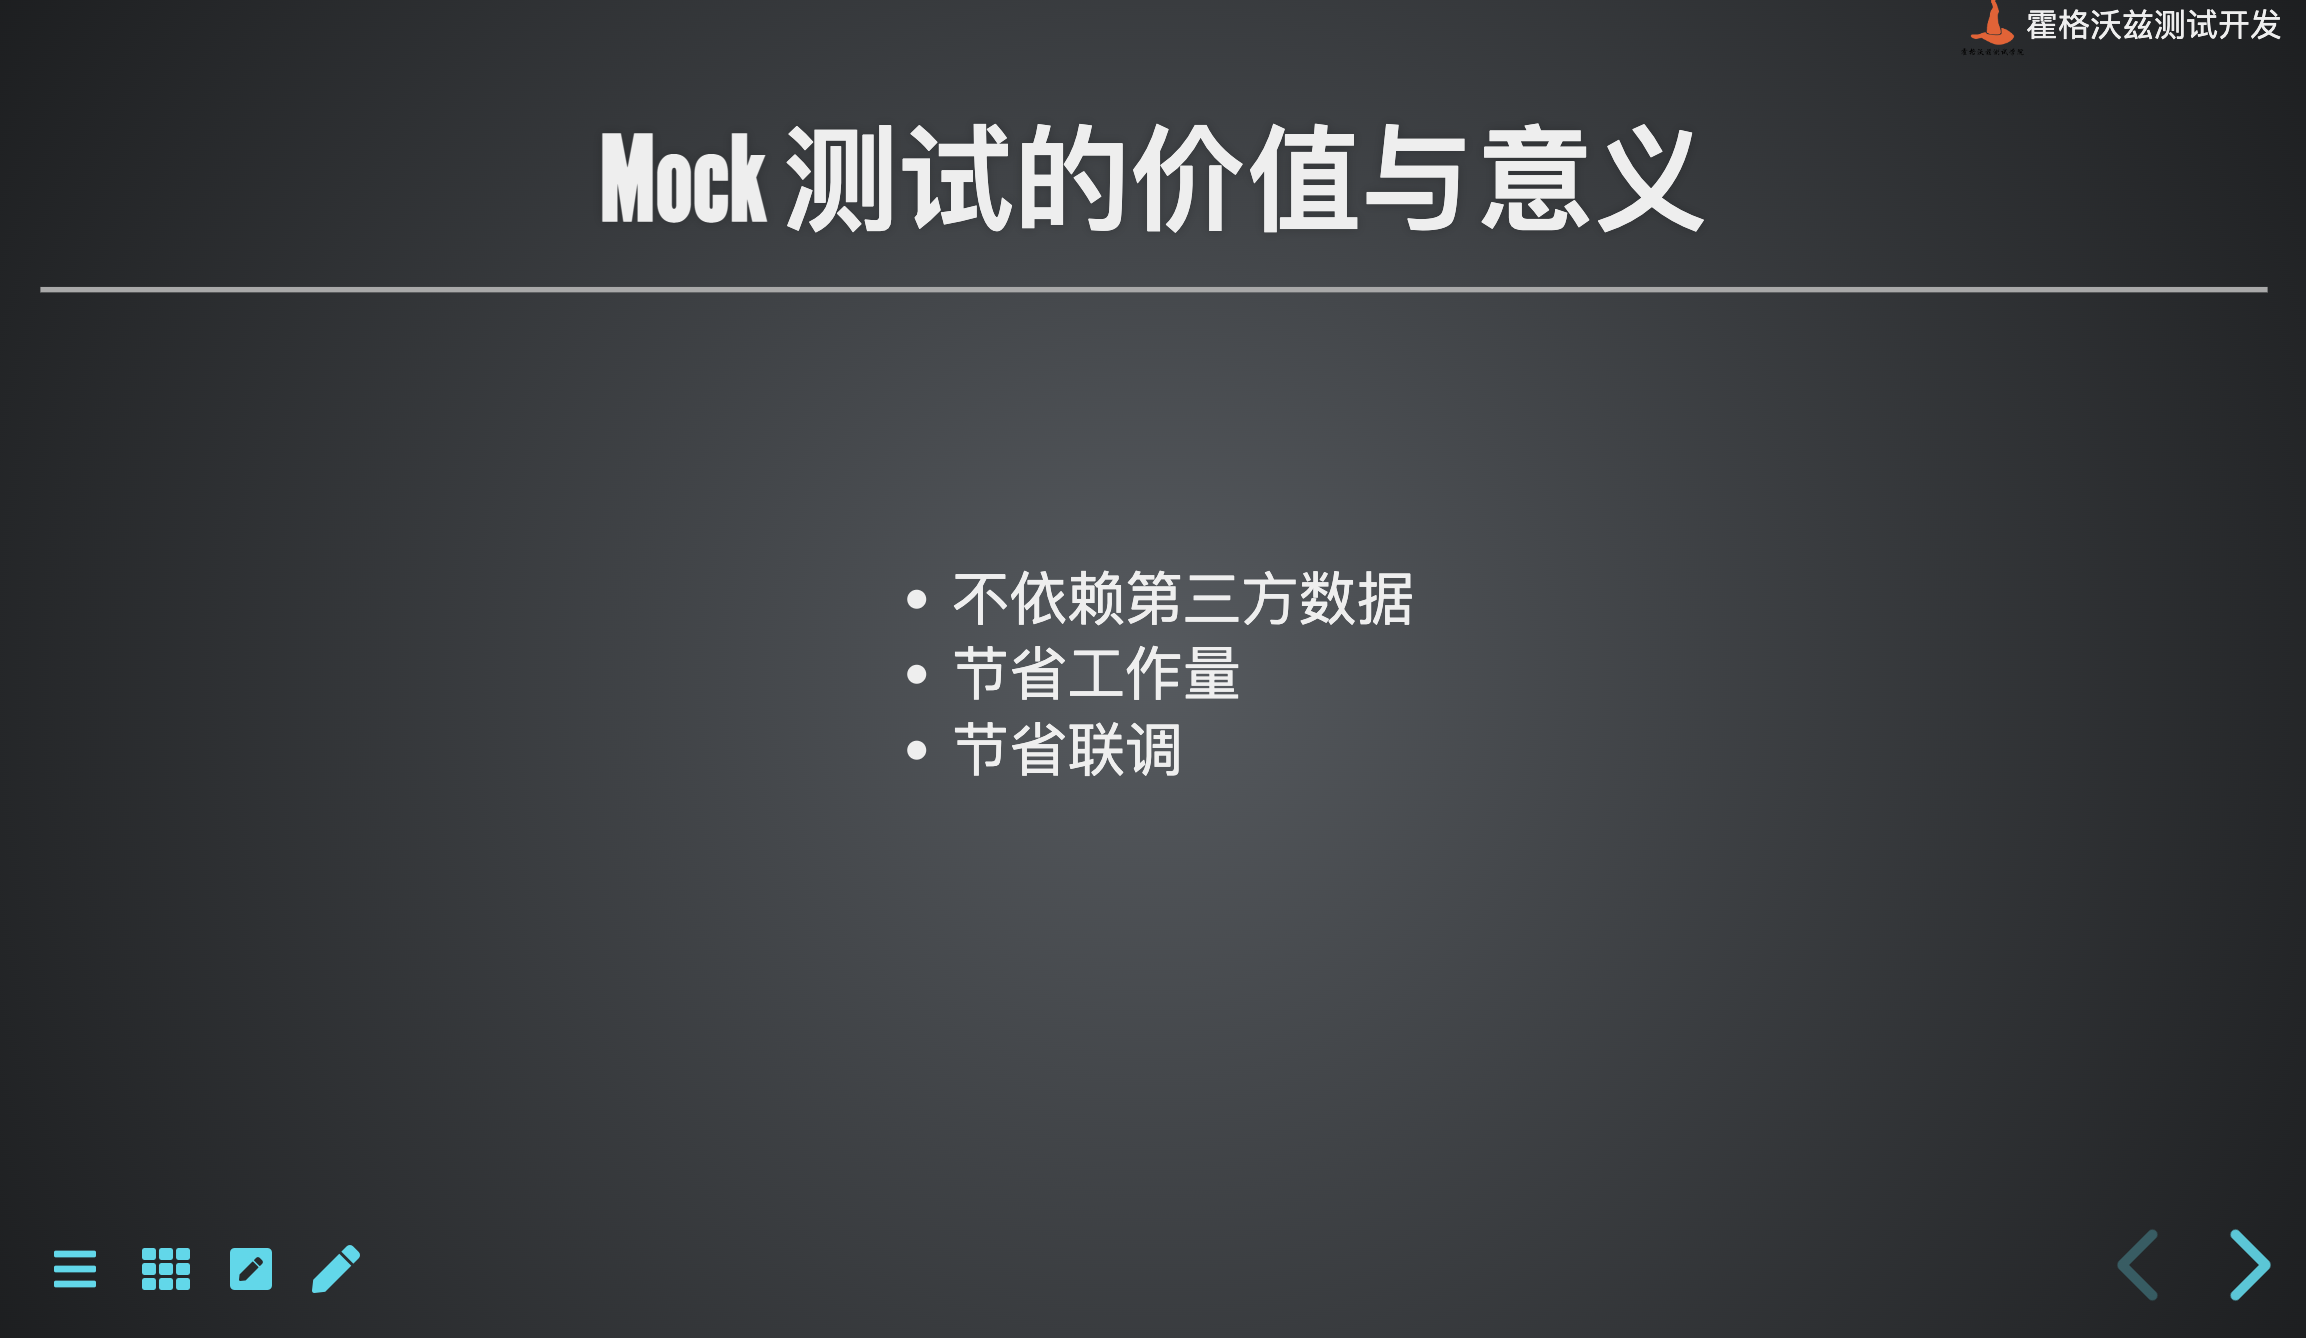 霍格沃兹测试开发
Mock 测试的价值与意义
不依赖第三方数据
节省工作量
节省联调